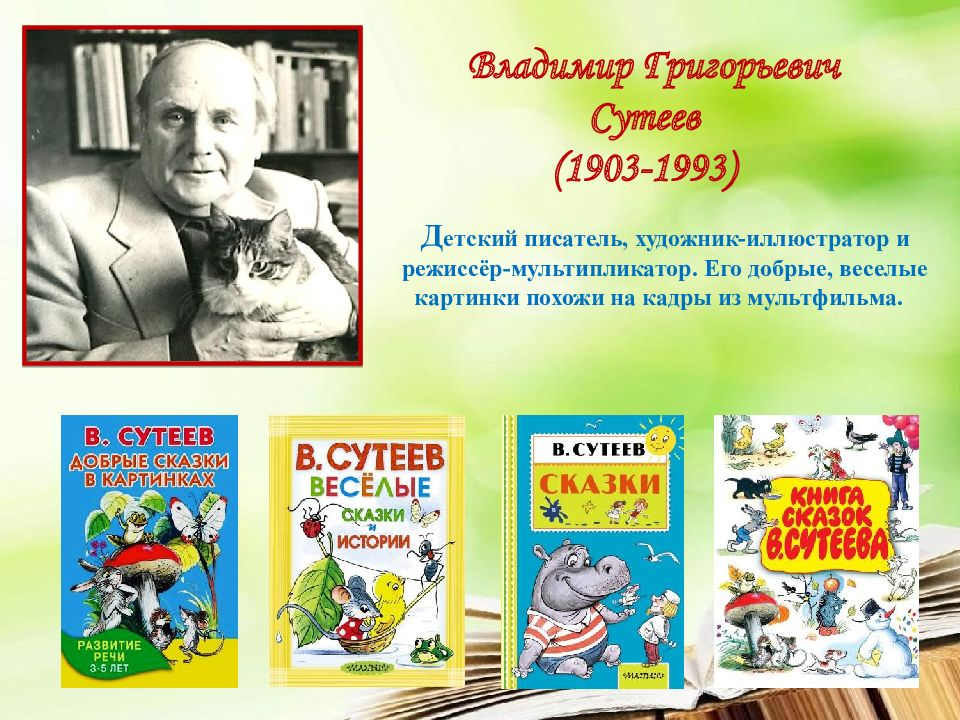 Владимир Григорьевич
Сутеев
(1903-1993)
Детский писатель, художник-иллюстратор и
режиссёр-мультипликатор. Его добрые, веселые
картинки похожи на кадры из мультфильма.
В. СУТЕЕВ
ДОБРЫЕ СКАЗКИ
В КАРТИНКАХ
РАЗВИТИЕ
РЕЧИ
3-5 ЛЕТ
В. СУТЕЕВ
ВЕСЁЛЫЕ
СКАЗКИ
и
ИСТОРИИ
МАЛЫШ
В. СУТЕЕВ
СКАЗКИ
МАЛЫШ
КНИГА
СКАЗОК
В. СУТЕЕВА